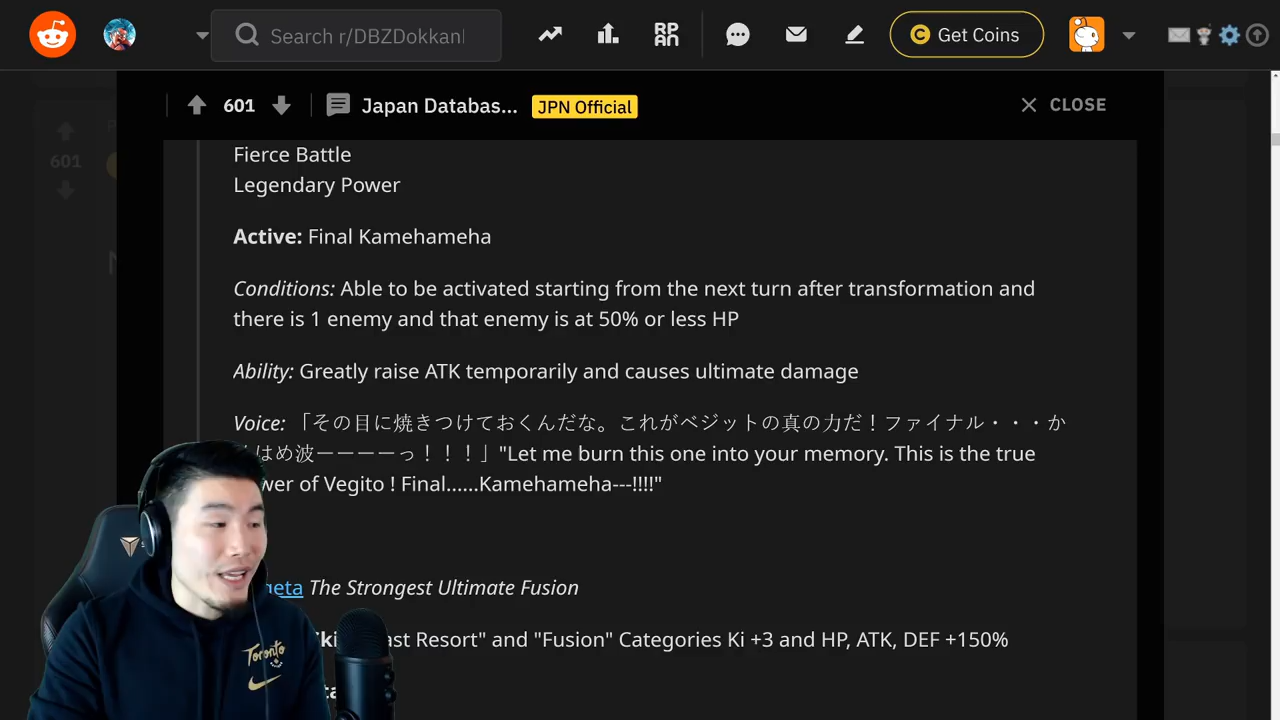 Search r/DBZDokkan
RP
AN
Get Coins
601
Japan Databas...
JPN Official
CLOSE
601
Fierce Battle
Legendary Power
Active: Final Kamehameha
Conditions: Able to be activated starting from the next turn after transformation and
there is 1 enemy and that enemy is at 50% or less HP
Ability: Greatly raise ATK temporarily and causes ultimate damage
Voice: 「その目に焼きつけておくんだな。これがベジットの真の力だ！ファイナル・・・か
はめ波ーーーーっ！！！」"Let me burn this one into your memory. This is the true
wer of Vegito ! Final......Kamehameha---!!!!"
geta The Strongest Ultimate Fusion
ki ast Resort" and "Fusion" Categories Ki +3 and HP, ATK, DEF +150%
Toronto